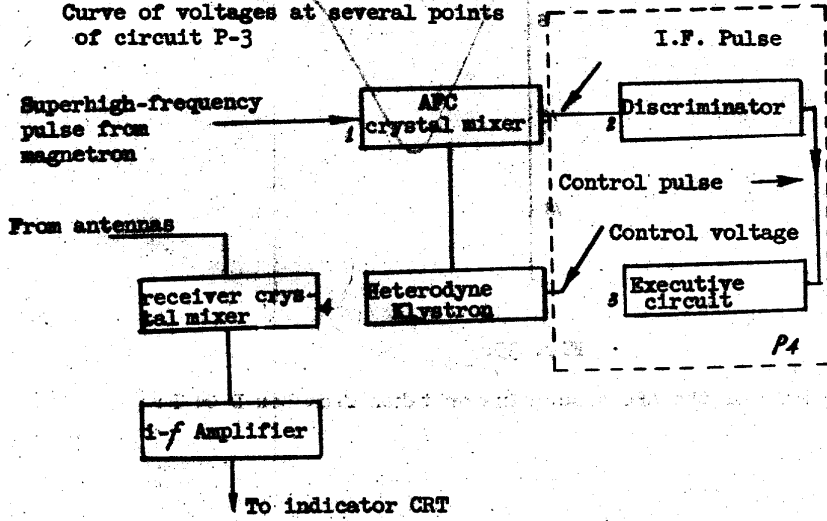 Curve of voltages at several points
of circuit P-3
I.F. Pulse
Superhigh-frequency
pulse from
magnetron
1
AFC
crystal mixer
2
Discriminator
Control pulse
From antennas
Control voltage
receiver crys-
tal mixer
4
Heterodyne
Klystron
3
Executive
circuit
P4
i-f Amplifier
To indicator CRT